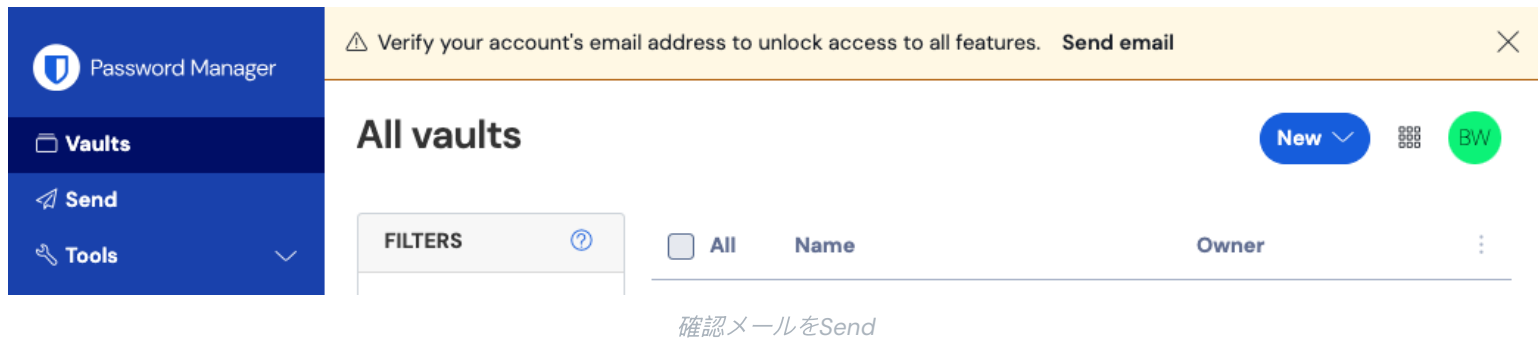 Verify your account's email address to unlock access to all features. Send email
Password Manager
Vaults
Send
Tools
All vaults
New
BW
FILTERS
All Name Owner
確認メールをSend